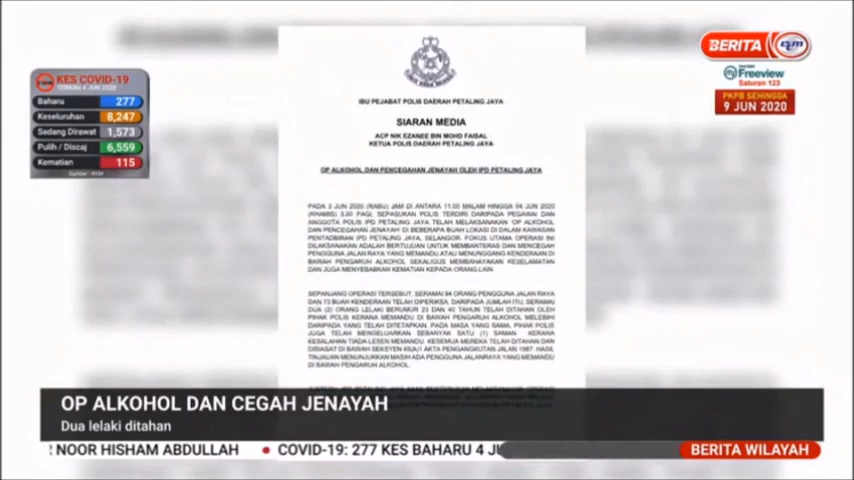 BERITA rtm
Freeview
Saluran 123
PKPB SEHINGGA
9 JUN 2020
KES COVID-19
TERKINI 4 JUN 2020
Baharu 277
Keseluruhan 8,247
Sedang Dirawat 1,573
Pulih / Discaj 6,559
Kematian 115
Sumber : KKM
IBU PEJABAT POLIS DAERAH PETALING JAYA
SIARAN MEDIA
ACP NIK EZANEE BIN MOHD FAISAL
KETUA POLIS DAERAH PETALING JAYA
OP ALKOHOL DAN PENCEGAHAN JENAYAH OLEH IPD PETALING JAYA
PADA 3 JUN 2020 (RABU) JAM DI ANTARA 11.00 MALAM HINGGA 04 JUN 2020
(KHAMIS) 3.00 PAGI, SEPASUKAN POLIS TERDIRI DARIPADA PEGAWAI DAN
ANGGOTA POLIS IPD PETALING JAYA TELAH MELAKSANAKAN 'OP ALKOHOL
DAN PENCEGAHAN JENAYAH' DI BEBERAPA BUAH LOKASI DI DALAM KAWASAN
PENTADBIRAN IPD PETALING JAYA, SELANGOR. FOKUS UTAMA OPERASI INI
DILAKSANAKAN ADALAH BERTUJUAN UNTUK MEMBANTERAS DAN MENCEGAH
PENGGUNA JALAN RAYA YANG MEMANDU ATAU MENUNGGANG KENDERAAN DI
BAWAH PENGARUH ALKOHOL SEKALIGUS MEMBAHAYAKAN KESELAMATAN
DAN JUGA MENYEBABKAN KEMATIAN KEPADA ORANG LAIN.
SEPANJANG OPERASI TERSEBUT, SERAMAI 94 ORANG PENGGUNA JALAN RAYA
DAN 73 BUAH KENDERAAN TELAH DIPERIKSA. DARIPADA JUMLAH ITU, SERAMAI
DUA (2) ORANG LELAKI BERUMUR 23 DAN 40 TAHUN TELAH DITAHAN OLEH
PIHAK POLIS KERANA MEMANDU DI BAWAH PENGARUH ALKOHOL MELEBIHI
DARIPADA YANG TELAH DITETAPKAN. PADA MASA YANG SAMA, PIHAK POLIS
JUGA TELAH MENGELUARKAN SEBANYAK SATU (1) SAMAN KERANA
KESALAHAN TIADA LESEN MEMANDU. KESEMUA MEREKA TELAH DITAHAN DAN
DISIASAT DI BAWAH SEKSYEN 45(A)1 AKTA PENGANGKUTAN JALAN 1987. HASIL
TINJAUAN MENUNJUKKAN MASIH ADA PENGGUNA JALANRAYA YANG MEMANDU
DI BAWAH PENGARUH ALKOHOL.
OP ALKOHOL DAN CEGAH JENAYAH
Dua lelaki ditahan
NOOR HISHAM ABDULLAH • COVID-19: 277 KES BAHARU 4 JU
BERITA WILAYAH